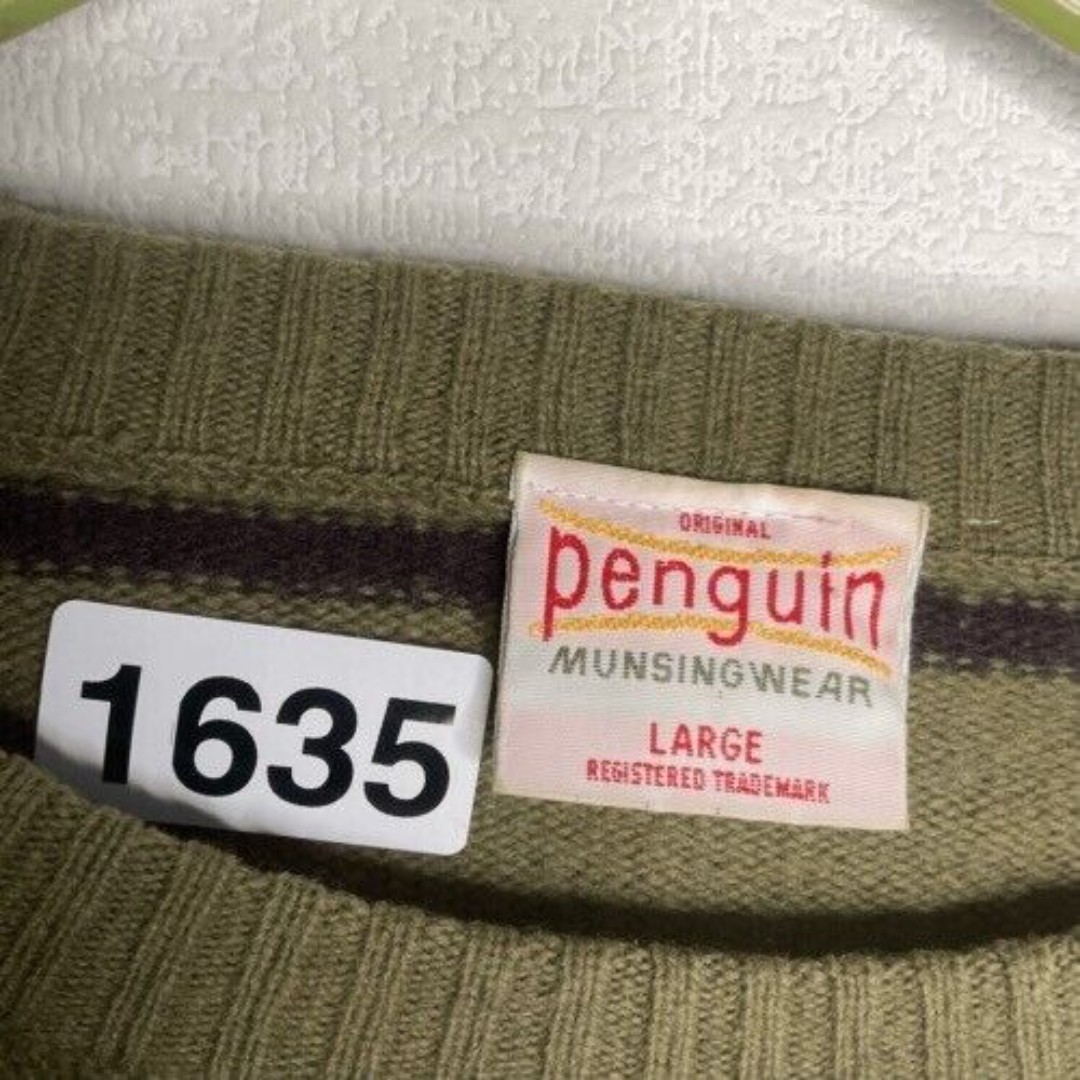 ORIGINAL
penguin
MUNSINGWEAR
LARGE
REGISTERED TRADEMARK
1635